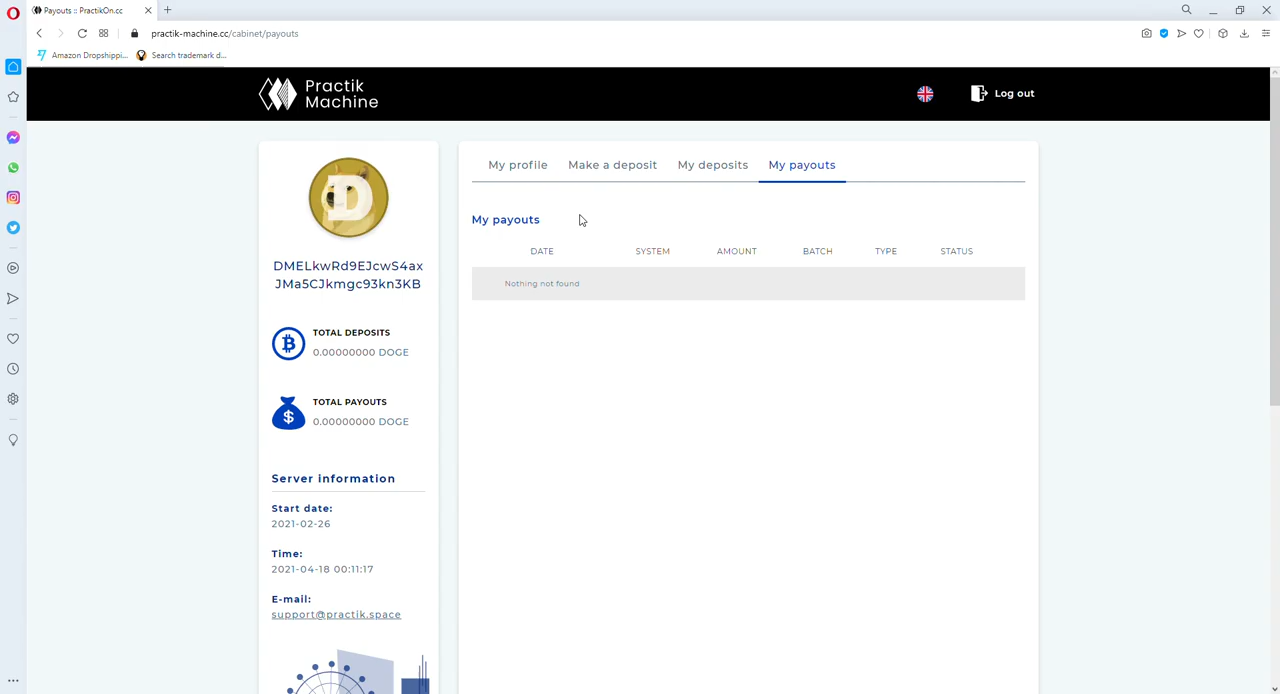 Payouts :: PractikOn.cc
practik-machine.cc/cabinet/payouts
Amazon Dropshippi...
Search trademark d...
Practik
Machine
Log out
My profile
Make a deposit
My deposits
My payouts
D
DMELkwRd9EJcwS4ax
JMa5CJkmgc93kn3KB
TOTAL DEPOSITS
0.00000000 DOGE
TOTAL PAYOUTS
0.00000000 DOGE
Server information
Start date:
2021-02-26
Time:
2021-04-18 00:11:17
E-mail:
support@practik.space
My payouts
DATE SYSTEM AMOUNT BATCH TYPE STATUS
Nothing not found